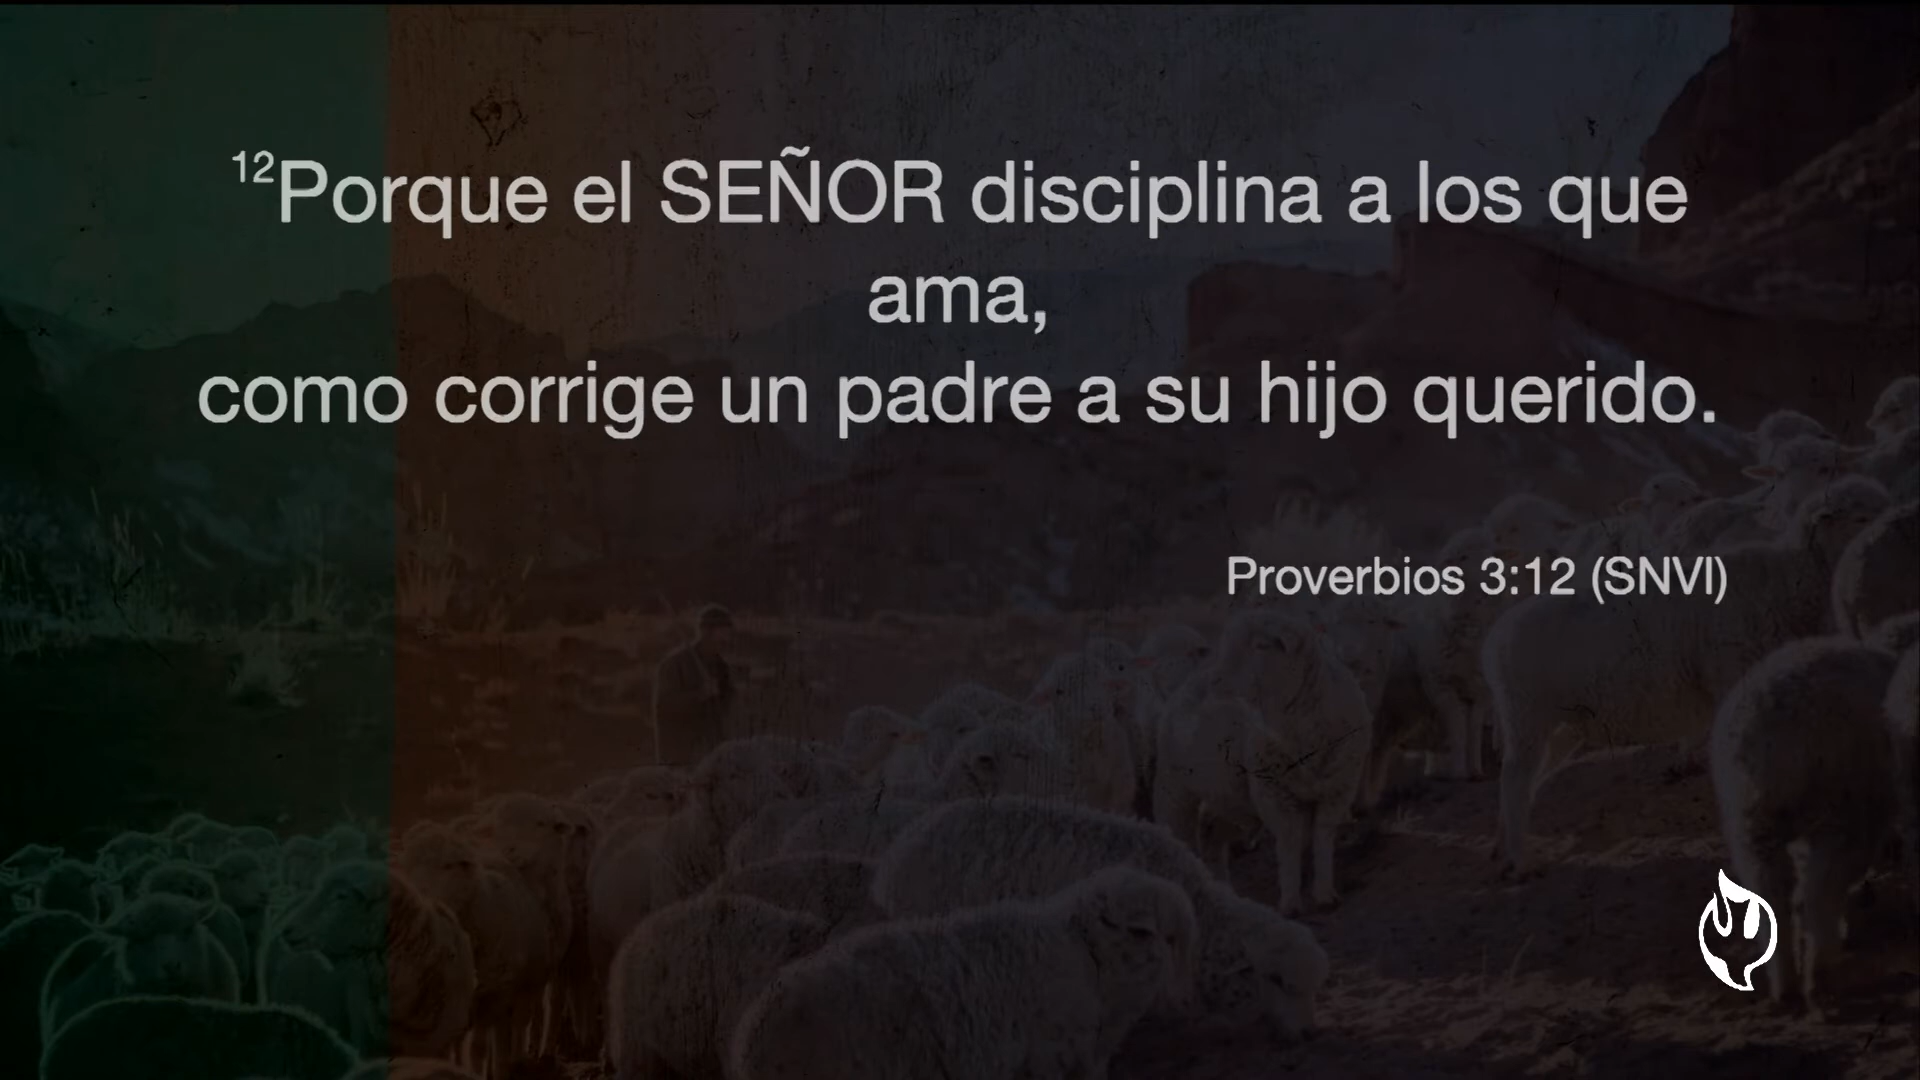 ¹²Porque el SEÑOR disciplina a los que
ama,
como corrige un padre a su hijo querido.
Proverbios 3:12 (SNVI)